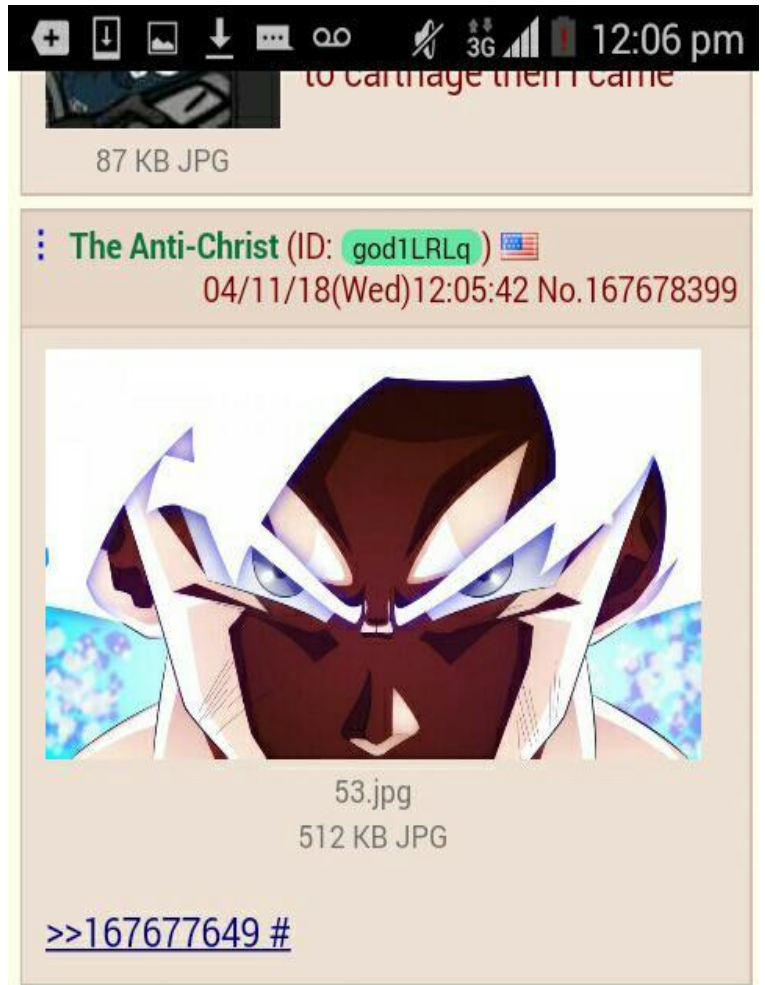 3G 12:06 pm
to carthage then I came
87 KB JPG
The Anti-Christ (ID: god1LRLq)
04/11/18(Wed)12:05:42 No.167678399
53.jpg
512 KB JPG
>>167677649 #